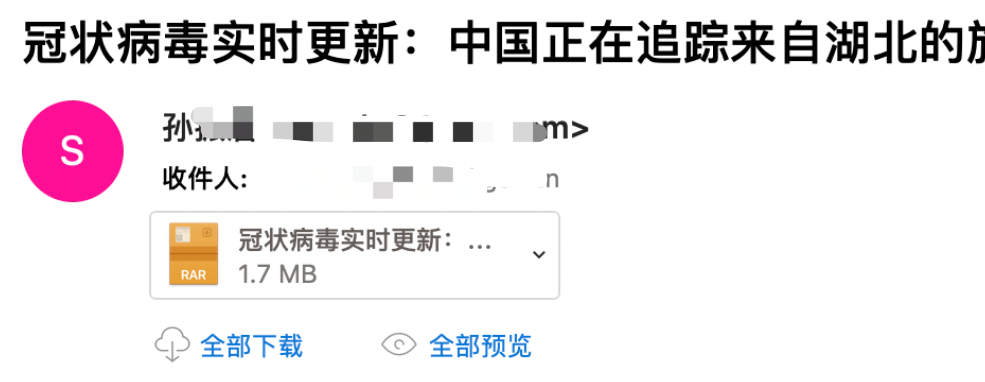 冠状病毒实时更新：中国正在追踪来自湖北的
S
孙 m>
收件人: n
冠状病毒实时更新：...
RAR
1.7 MB
全部下载 全部预览